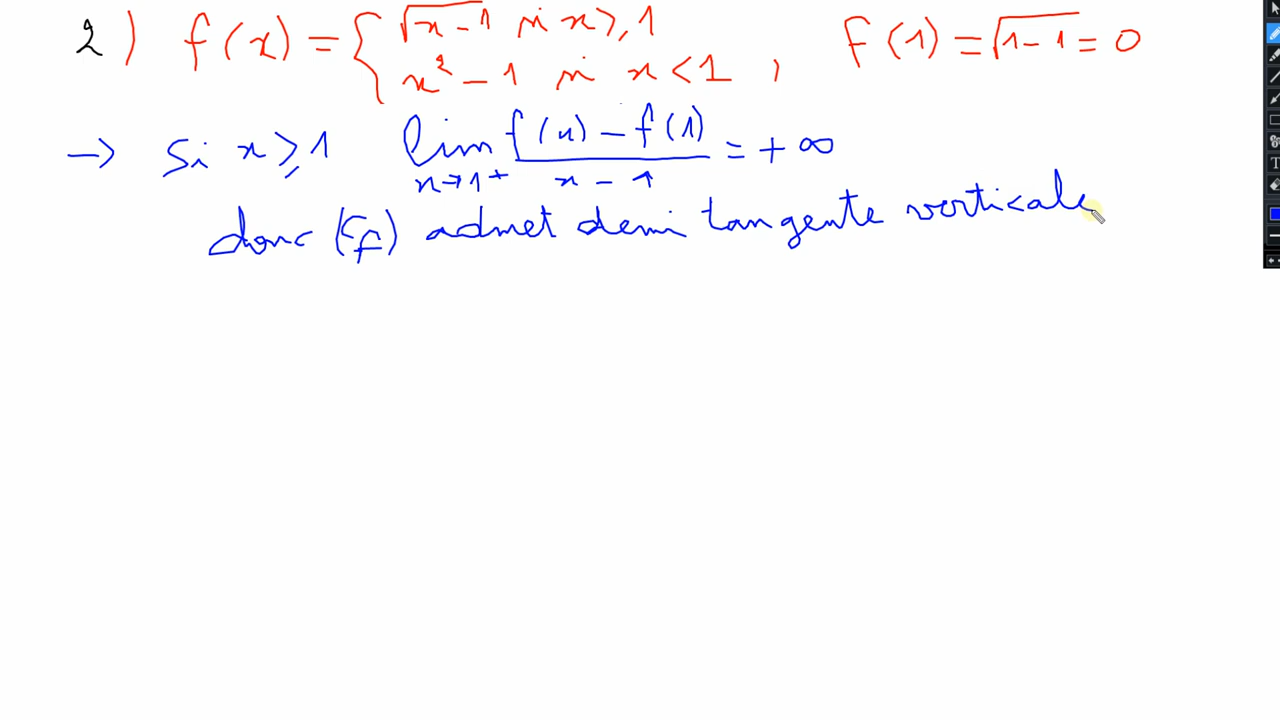 2) f(x) = { √(x-1) si x ≥ 1
x² - 1 si x < 1 , f(1) = √(1-1) = 0
→ Si x ≥ 1 lim x→1⁺ (f(x) - f(1))/(x - 1) = +∞
donc (Cf) admet demi tangente verticale